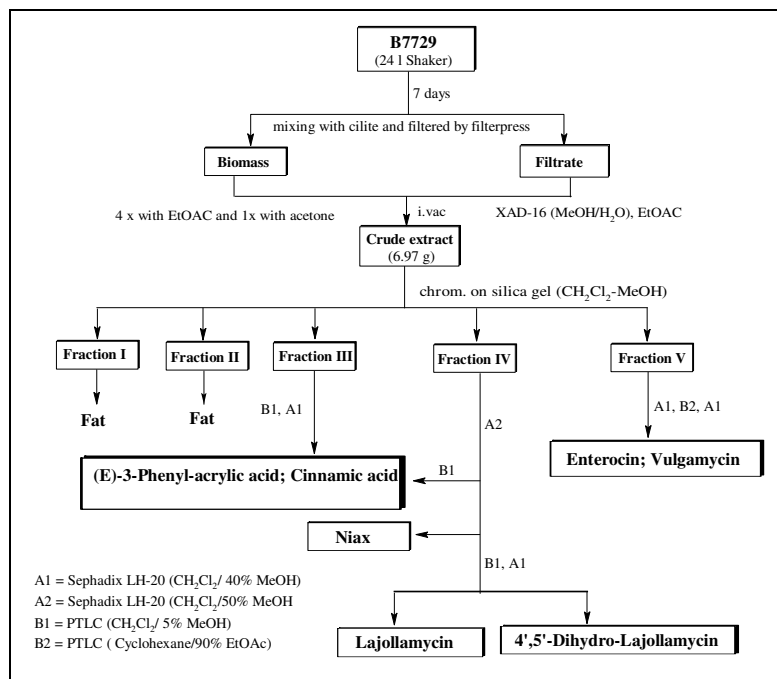 B7729
(24 l Shaker)
7 days
mixing with cilite and filtered by filterpress
Biomass
Filtrate
4 x with EtOAC and 1x with acetone
i.vac
XAD-16 (MeOH/H2O), EtOAC
Crude extract
(6.97 g)
chrom. on silica gel (CH2Cl2-MeOH)
Fraction I
Fraction II
Fraction III
Fraction IV
Fraction V
Fat
Fat
B1, A1
A2
A1, B2, A1
(E)-3-Phenyl-acrylic acid; Cinnamic acid
B1
Enterocin; Vulgamycin
Niax
B1, A1
A1 = Sephadix LH-20 (CH2Cl2/ 40% MeOH)
A2 = Sephadix LH-20 (CH2Cl2/50% MeOH
B1 = PTLC (CH2Cl2/ 5% MeOH)
B2 = PTLC ( Cyclohexane/90% EtOAc)
Lajollamycin
4',5'-Dihydro-Lajollamycin